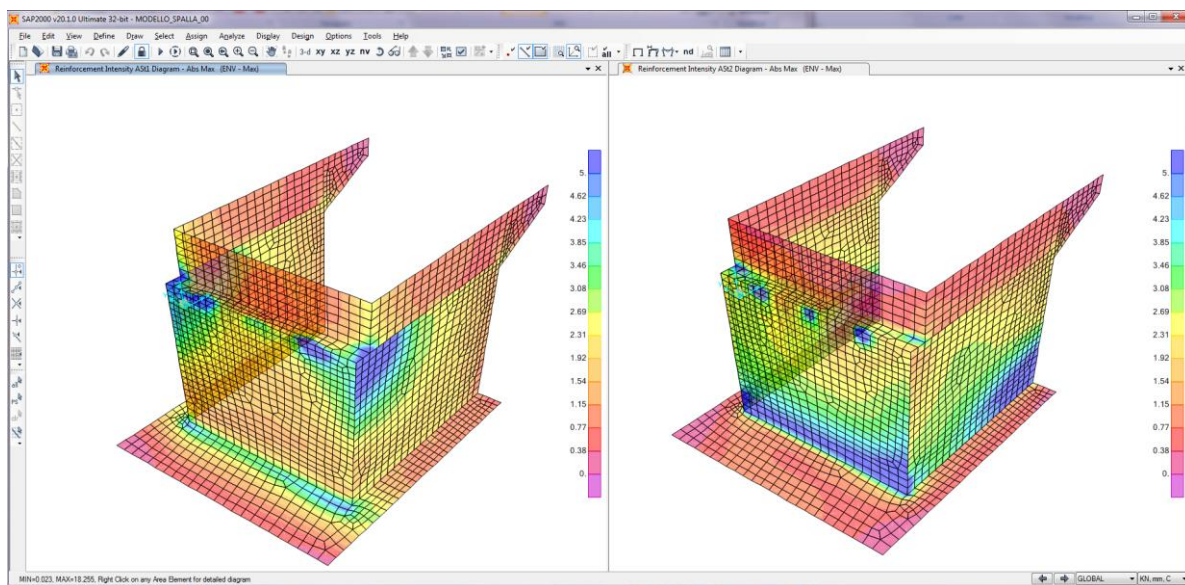 SAP2000 v20.1.0 Ultimate 32-bit - MODELLO_SPALLA_00
File Edit View Define Draw Select Assign Analyze Display Design Options Tools Help
3-d xy xz yz nv
all
nd
Reinforcement Intensity ASt1 Diagram - Abs Max (ENV - Max)
Reinforcement Intensity ASt2 Diagram - Abs Max (ENV - Max)
5.
4.62
4.23
3.85
3.46
3.08
2.69
2.31
1.92
1.54
1.15
0.77
0.38
0.
5.
4.62
4.23
3.85
3.46
3.08
2.69
2.31
1.92
1.54
1.15
0.77
0.38
0.
MIN=0.023, MAX=18.255, Right Click on any Area Element for detailed diagram
GLOBAL
KN, mm, C